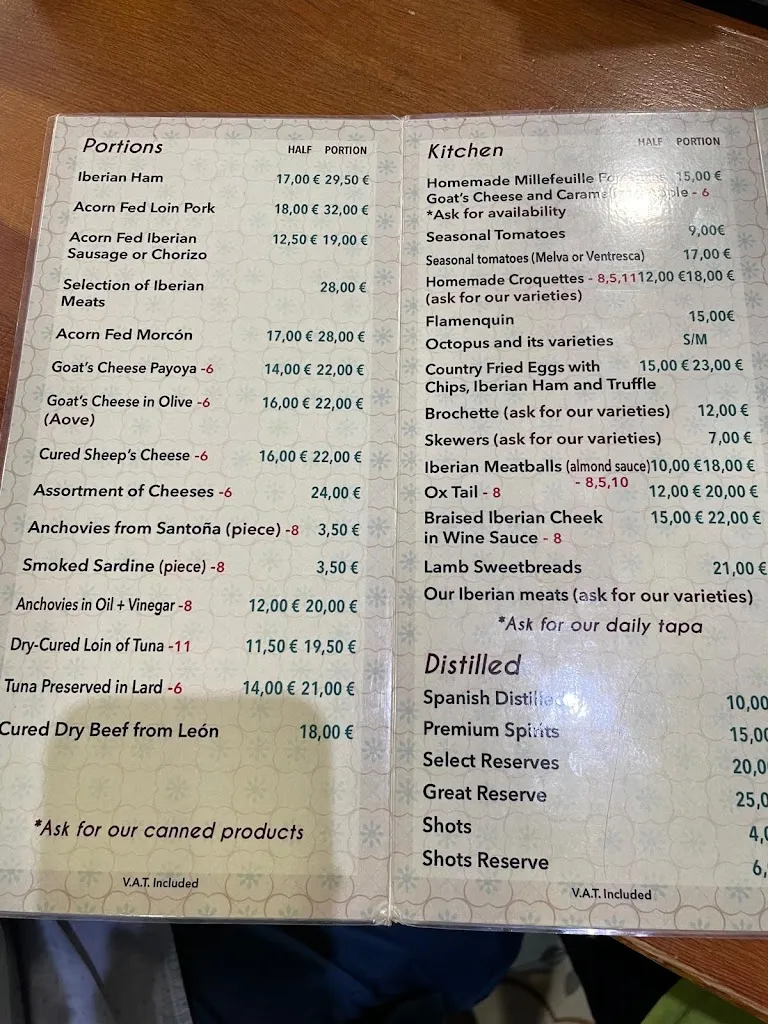 Portions HALF PORTION
Iberian Ham 17,00 € 29,50 €
Acorn Fed Loin Pork 18,00 € 32,00 €
Acorn Fed Iberian 12,50 € 19,00 €
Sausage or Chorizo
Selection of Iberian 28,00 €
Meats
Acorn Fed Morcón 17,00 € 28,00 €
Goat's Cheese Payoya -6 14,00 € 22,00 €
Goat's Cheese in Olive -6 16,00 € 22,00 €
(Aove)
Cured Sheep's Cheese -6 16,00 € 22,00 €
Assortment of Cheeses -6 24,00 €
Anchovies from Santoña (piece) -8 3,50 €
Smoked Sardine (piece) -8 3,50 €
Anchovies in Oil + Vinegar -8 12,00 € 20,00 €
Dry-Cured Loin of Tuna -11 11,50 € 19,50 €
Tuna Preserved in Lard -6 14,00 € 21,00 €
Cured Dry Beef from León 18,00 €
*Ask for our canned products
V.A.T. Included
Kitchen HALF PORTION
Homemade Millefeuille 15,00 €
Goat's Cheese and - 6
*Ask for availability
Seasonal Tomatoes 9,00€
Seasonal tomatoes (Melva or Ventresca) 17,00 €
Homemade Croquettes - 8,5,11 12,00 €18,00 €
(ask for our varieties)
Flamenquin 15,00€
Octopus and its varieties S/M
Country Fried Eggs with 15,00 € 23,00 €
Chips, Iberian Ham and Truffle
Brochette (ask for our varieties) 12,00 €
Skewers (ask for our varieties) 7,00 €
Iberian Meatballs (almond sauce)10,00 €18,00 €
- 8,5,10
Ox Tail - 8 12,00 € 20,00 €
Braised Iberian Cheek 15,00 € 22,00 €
in Wine Sauce - 8
Lamb Sweetbreads 21,00 €
Our Iberian meats (ask for our varieties)
*Ask for our daily tapa
Distilled
Spanish 10,00
Premium Spirits 15,00
Select Reserves 20,0
Great Reserve 25,0
Shots 4,
Shots Reserve 6,
V.A.T. Included